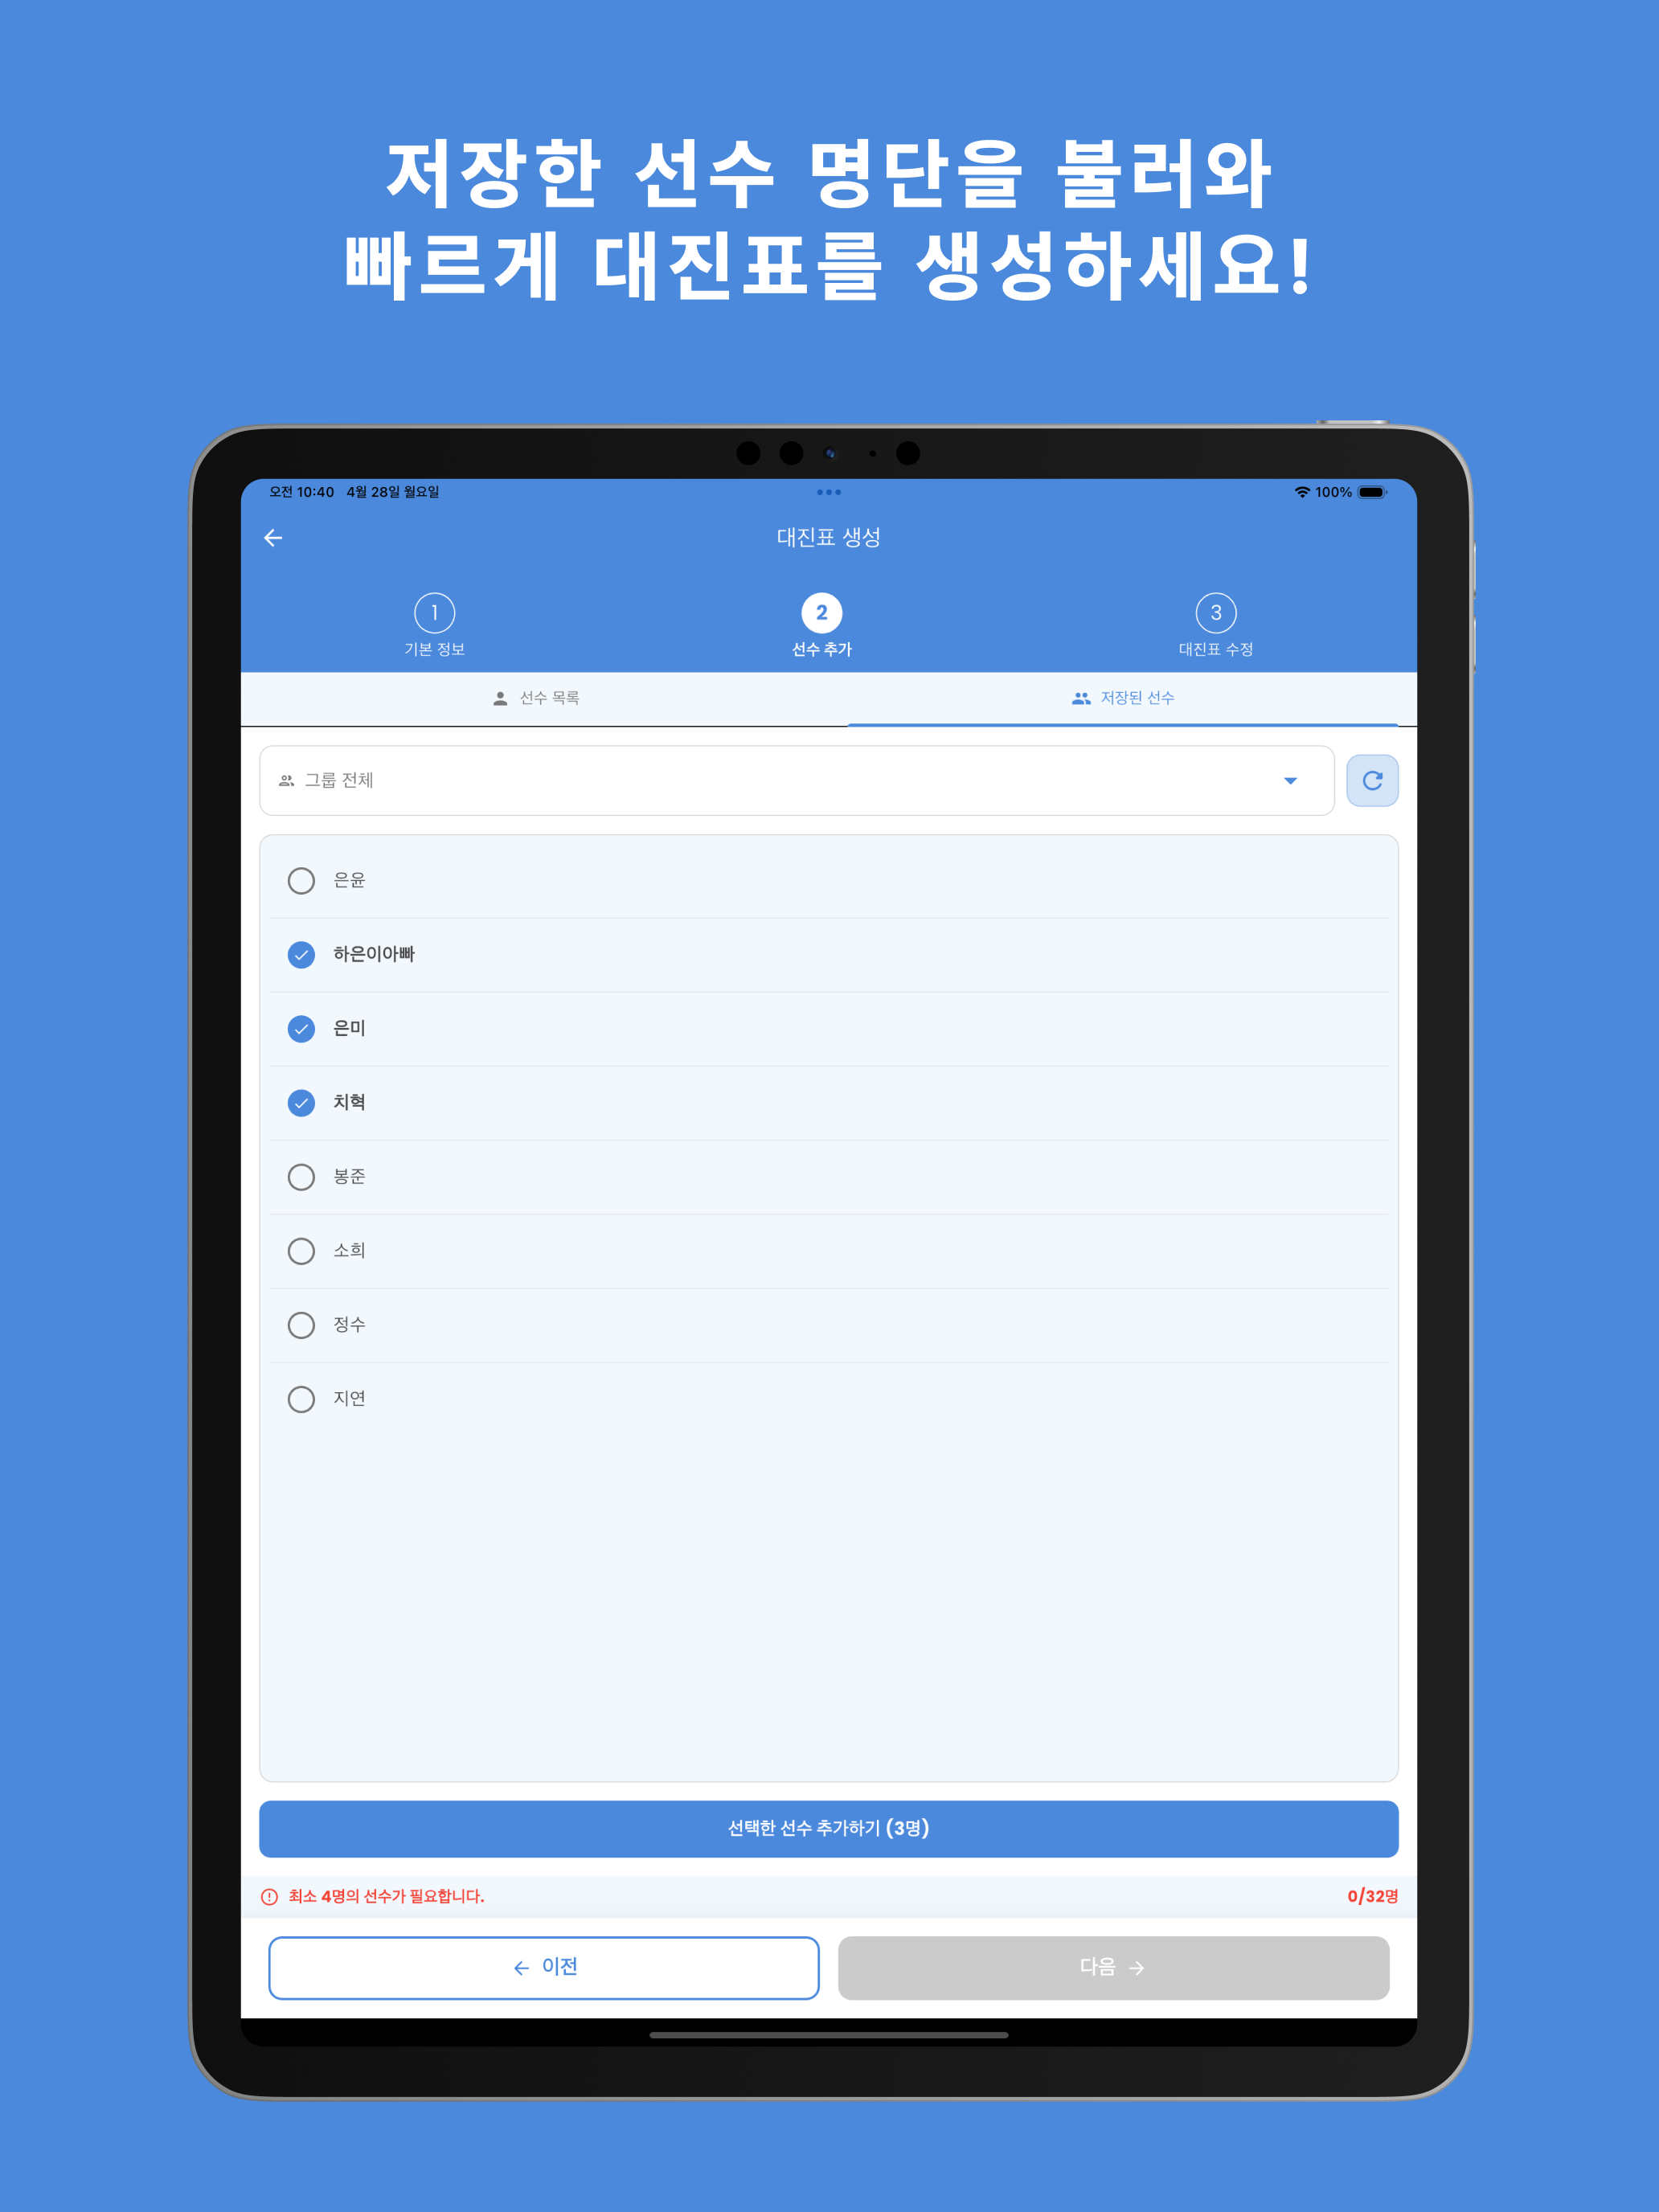 저장한 선수 명단을 불러와
빠르게 대진표를 생성하세요!
오전 10:40 4월 28일 월요일
100%
대진표 생성
1
2
3
기본 정보
선수 추가
대진표 수정
선수 목록
저장된 선수
그룹 전체
은윤
하은이아빠
은미
치혁
봉준
소희
정수
지연
선택한 선수 추가하기 (3명)
최소 4명의 선수가 필요합니다.
0/32명
이전
다음